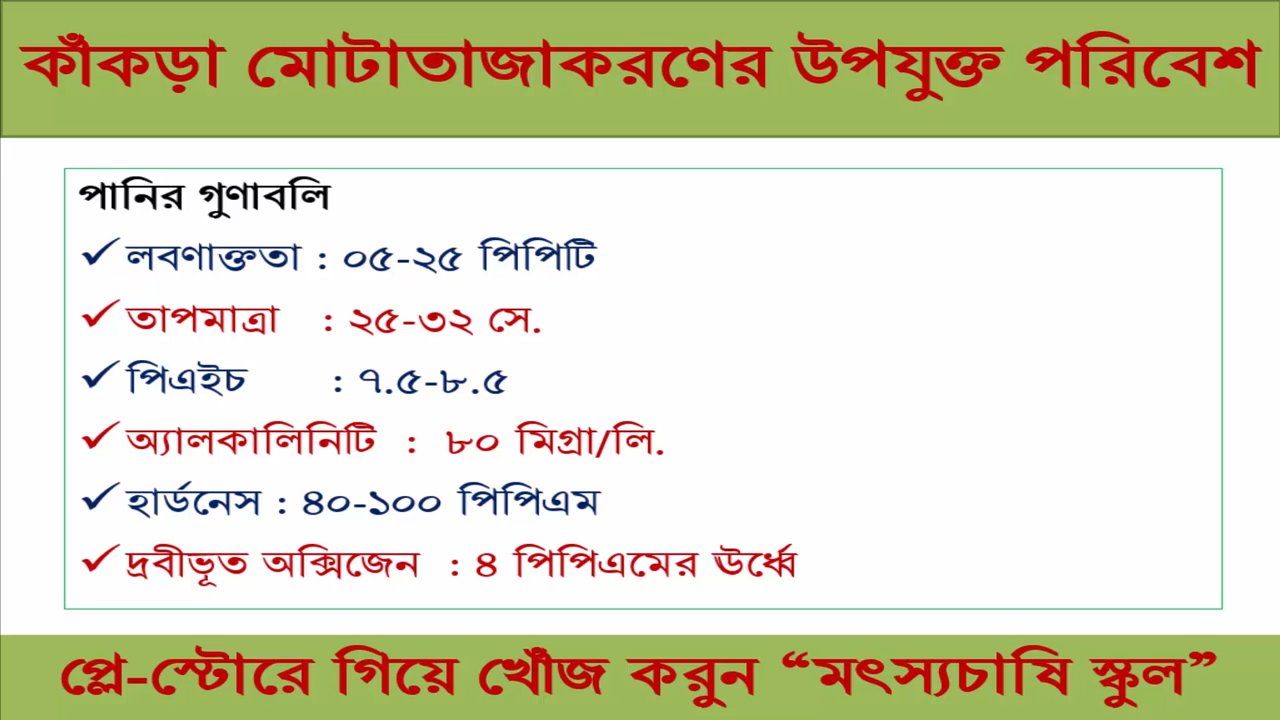 কাঁকড়া মোটাতাজাকরণের উপযুক্ত পরিবেশ
পানির গুণাবলি
✓ লবণাক্ততা : ০৫-২৫ পিপিটি
✓ তাপমাত্রা : ২৫-৩২ সে.
✓ পিএইচ : ৭.৫-৮.৫
✓ অ্যালকালিনিটি : ৮০ মিগ্রা/লি.
✓ হার্ডনেস : ৪০-১০০ পিপিএম
✓ দ্রবীভূত অক্সিজেন : ৪ পিপিএমের ঊর্ধ্বে
প্লে-স্টোরে গিয়ে খোঁজ করুন “মৎস্যচাষি স্কুল”